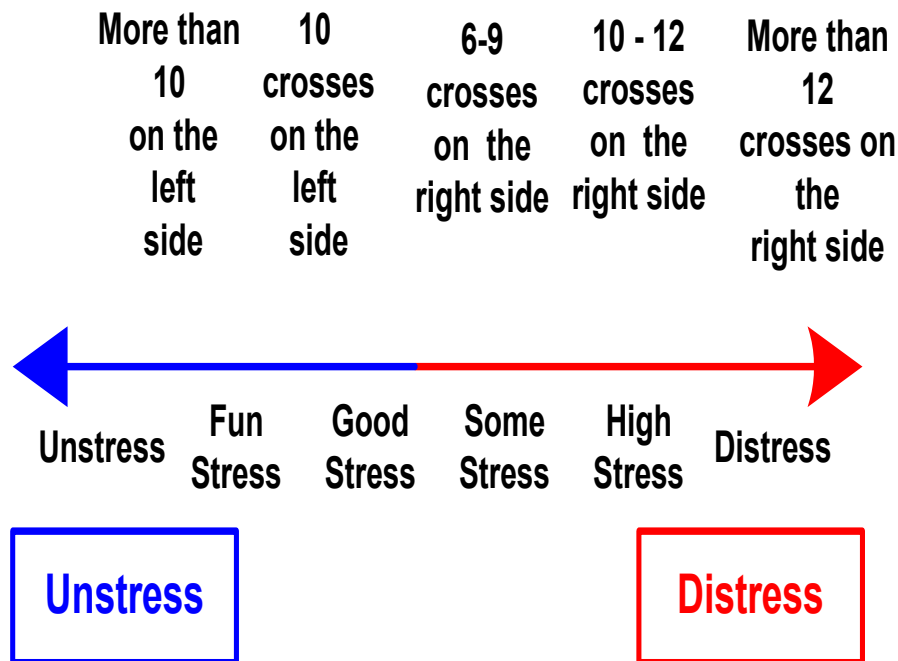 More than
10
on the
left
side
10
crosses
on the
left
side
6-9
crosses
on the
right side
10 - 12
crosses
on the
right side
More than
12
crosses on
the
right side
Unstress
Fun
Stress
Good
Stress
Some
Stress
High
Stress
Distress
Unstress
Distress